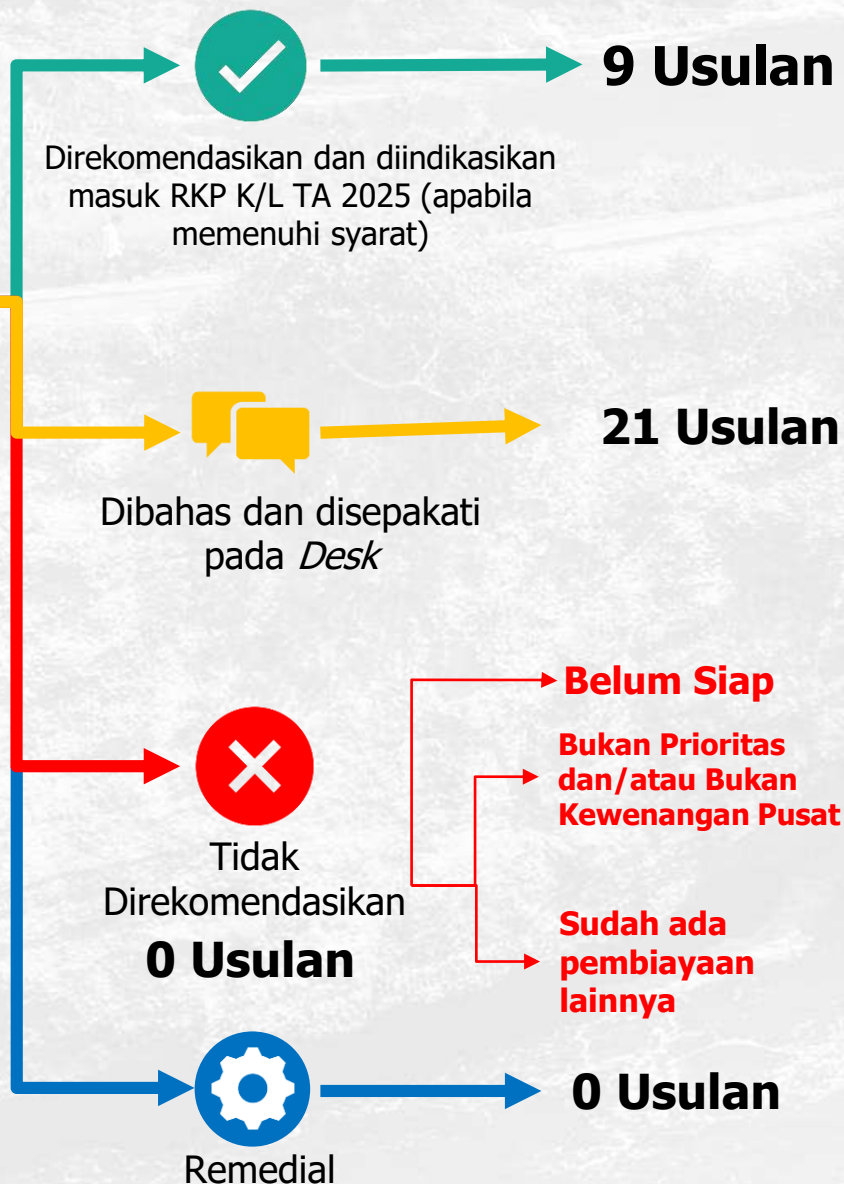 9 Usulan
Direkomendasikan dan diindikasikan
masuk RKP K/L TA 2025 (apabila
memenuhi syarat)
21 Usulan
Dibahas dan disepakati
pada Desk
Belum Siap
Bukan Prioritas
dan/atau Bukan
Kewenangan Pusat
Tidak
Direkomendasikan
0 Usulan
Sudah ada
pembiayaan
lainnya
0 Usulan
Remedial